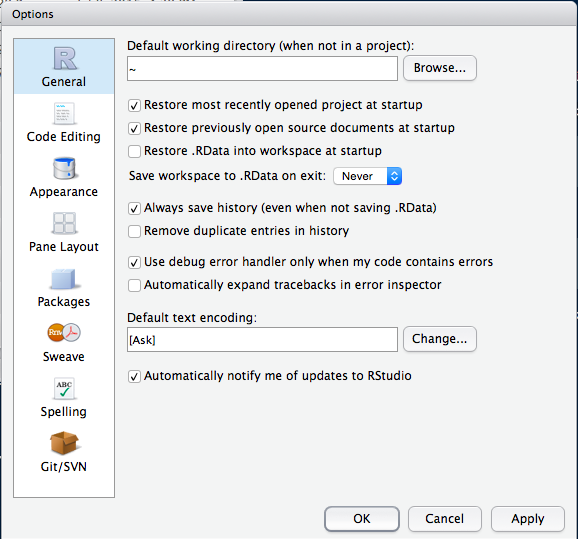 Options
General
Code Editing
Appearance
Pane Layout
Packages
Rnw
Sweave
ABC
Spelling
Git/SVN
Default working directory (when not in a project):
~
Browse...
Restore most recently opened project at startup
Restore previously open source documents at startup
Restore .RData into workspace at startup
Save workspace to .RData on exit: Never
Always save history (even when not saving .RData)
Remove duplicate entries in history
Use debug error handler only when my code contains errors
Automatically expand tracebacks in error inspector
Default text encoding:
[Ask]
Change...
Automatically notify me of updates to RStudio
OK
Cancel
Apply